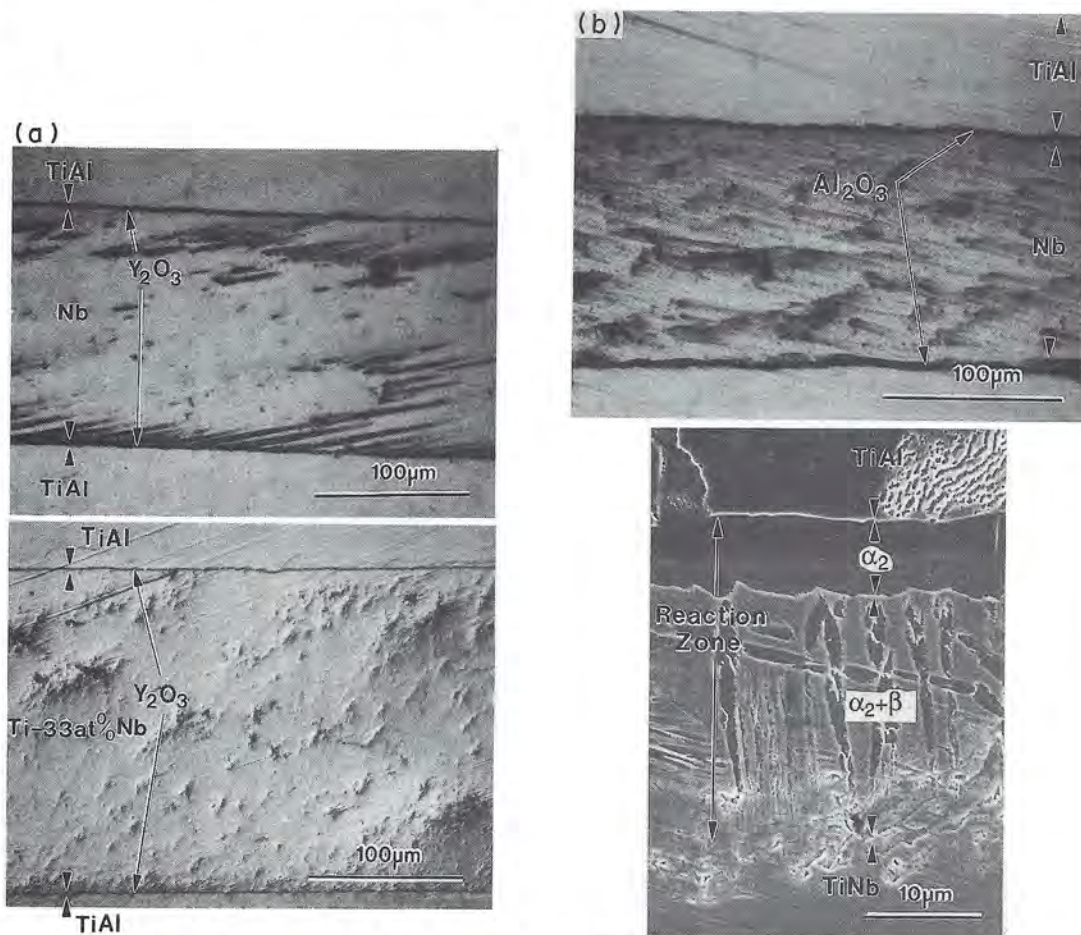 (a)
TiAl
Y₂O₃
Nb
100μm
TiAl
TiAl
Y₂O₃
Ti-33at%Nb
100μm
TiAl
(b)
TiAl
Al₂O₃
Nb
100μm
TiAl
α₂
Reaction
Zone
α₂+β
TiNb
10μm